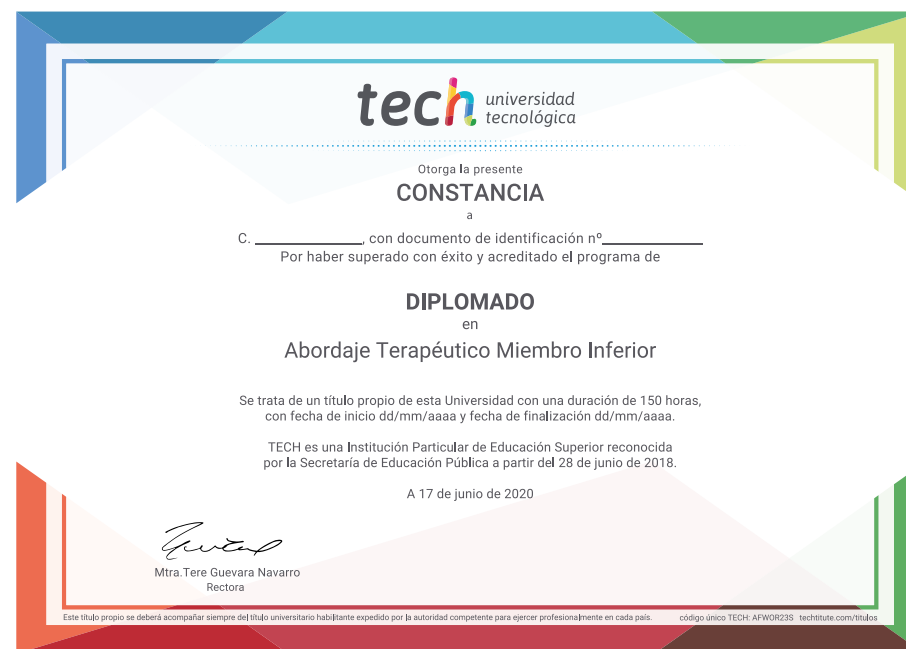 tech universidad
tecnológica
Otorga la presente
CONSTANCIA
a
C. ____________, con documento de identificación nº____________
Por haber superado con éxito y acreditado el programa de
DIPLOMADO
en
Abordaje Terapéutico Miembro Inferior
Se trata de un título propio de esta Universidad con una duración de 150 horas,
con fecha de inicio dd/mm/aaaa y fecha de finalización dd/mm/aaaa.
TECH es una Institución Particular de Educación Superior reconocida
por la Secretaría de Educación Pública a partir del 28 de junio de 2018.
A 17 de junio de 2020
Mtra.Tere Guevara Navarro
Rectora
Este título propio se deberá acompañar siempre del título universitario habilitante expedido por la autoridad competente para ejercer profesionalmente en cada país. código único TECH: AFWOR23S techtitute.com/titulos